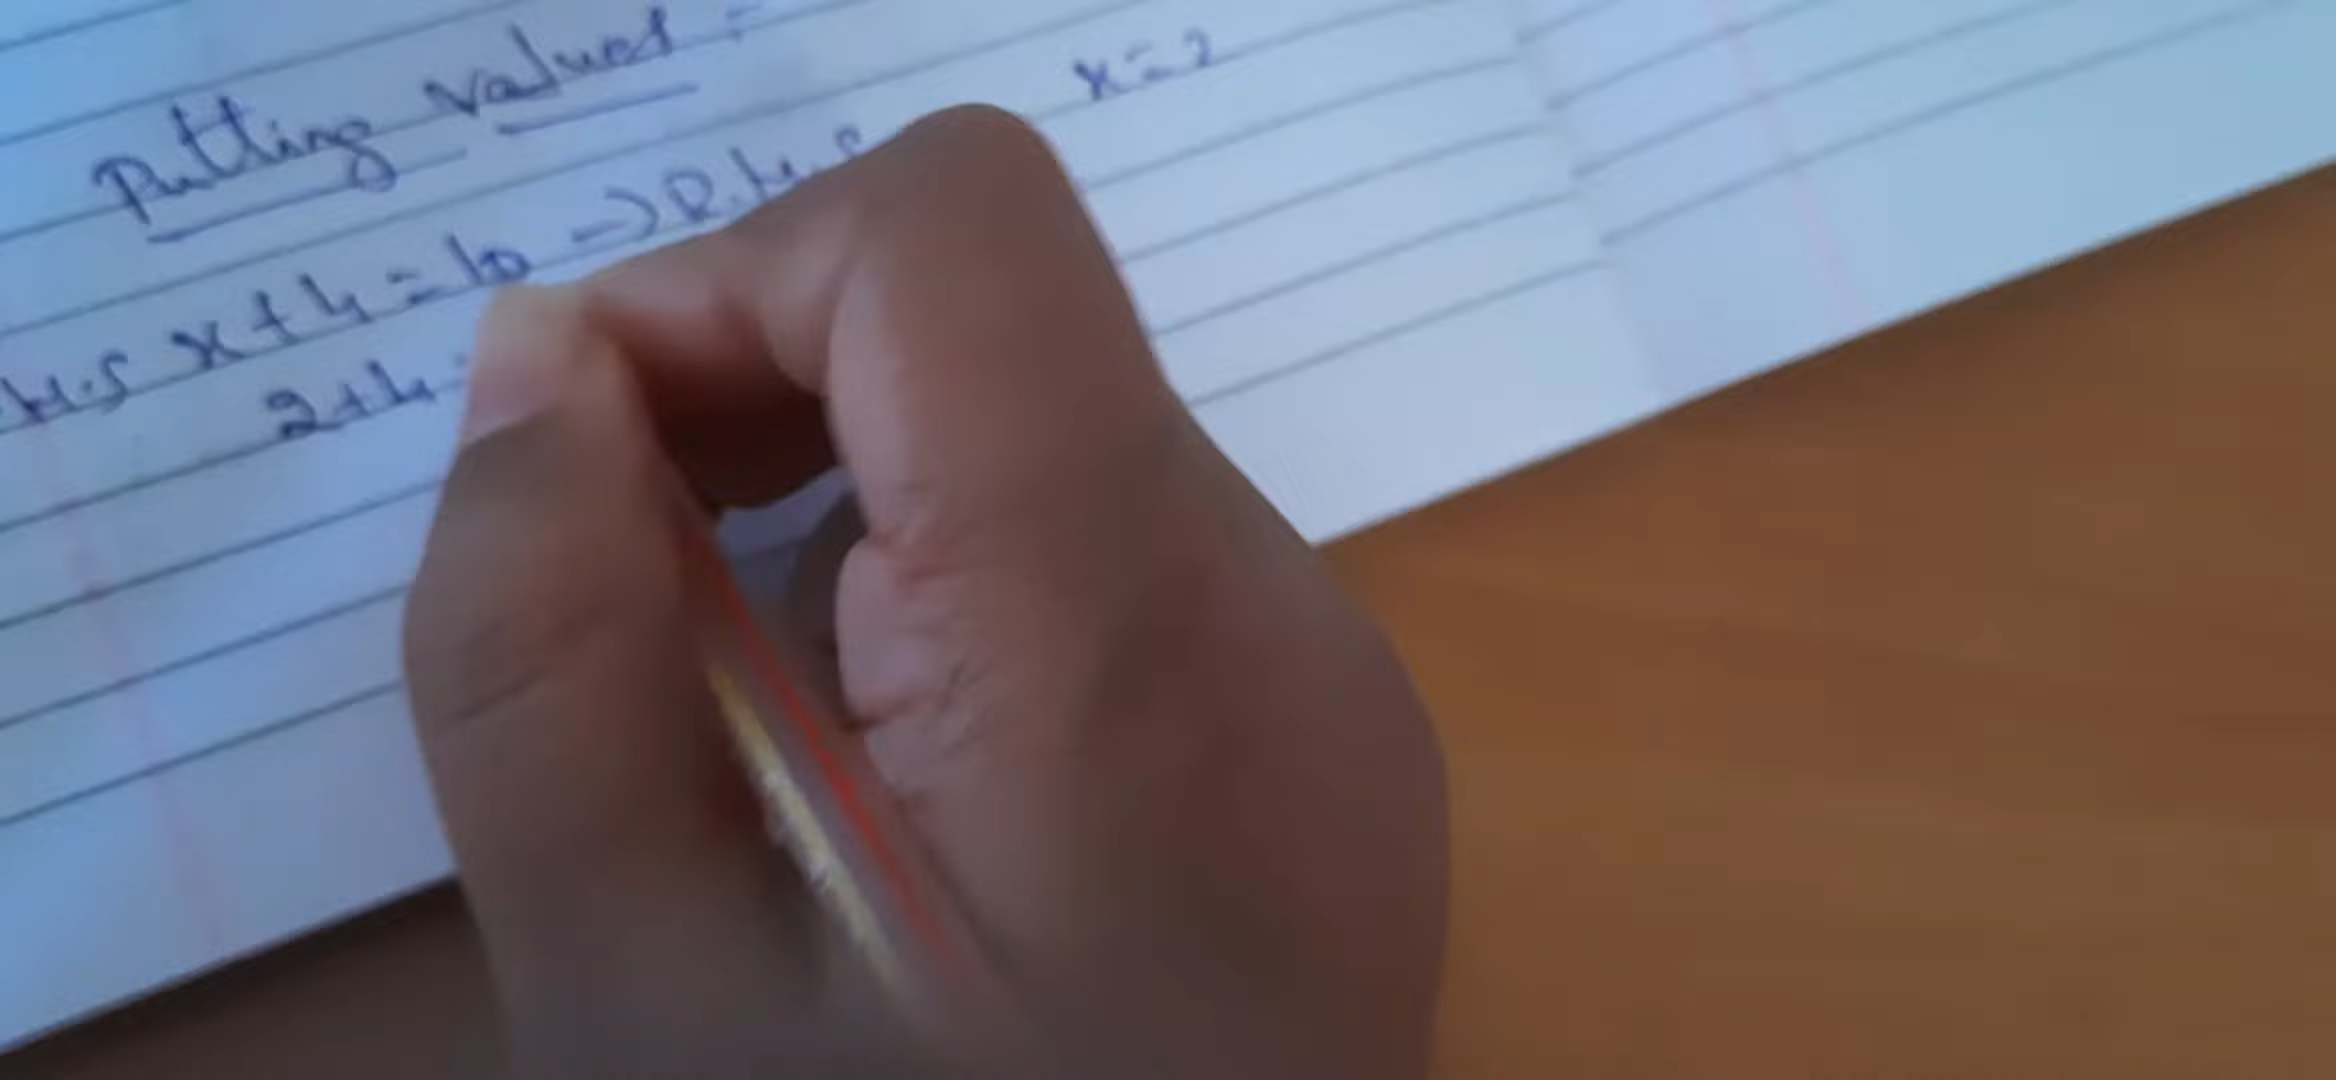 Putting values :
x = 2
H.S x + 4 = 10 → R.H.S
2 + 4 =